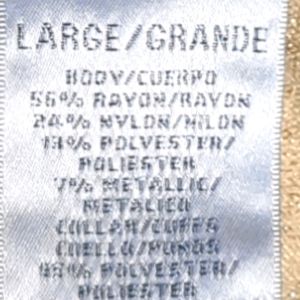 LARGE/GRANDE
BODY/CUERPO
56% RAYON/RAYON
24% NYLON/NILON
13% POLYESTER/
POLIESTER
7% METALLIC/
METALICO
COLLAR/CUFFS
CUELLO/PUNOS
POLYESTER/
POLIESTER